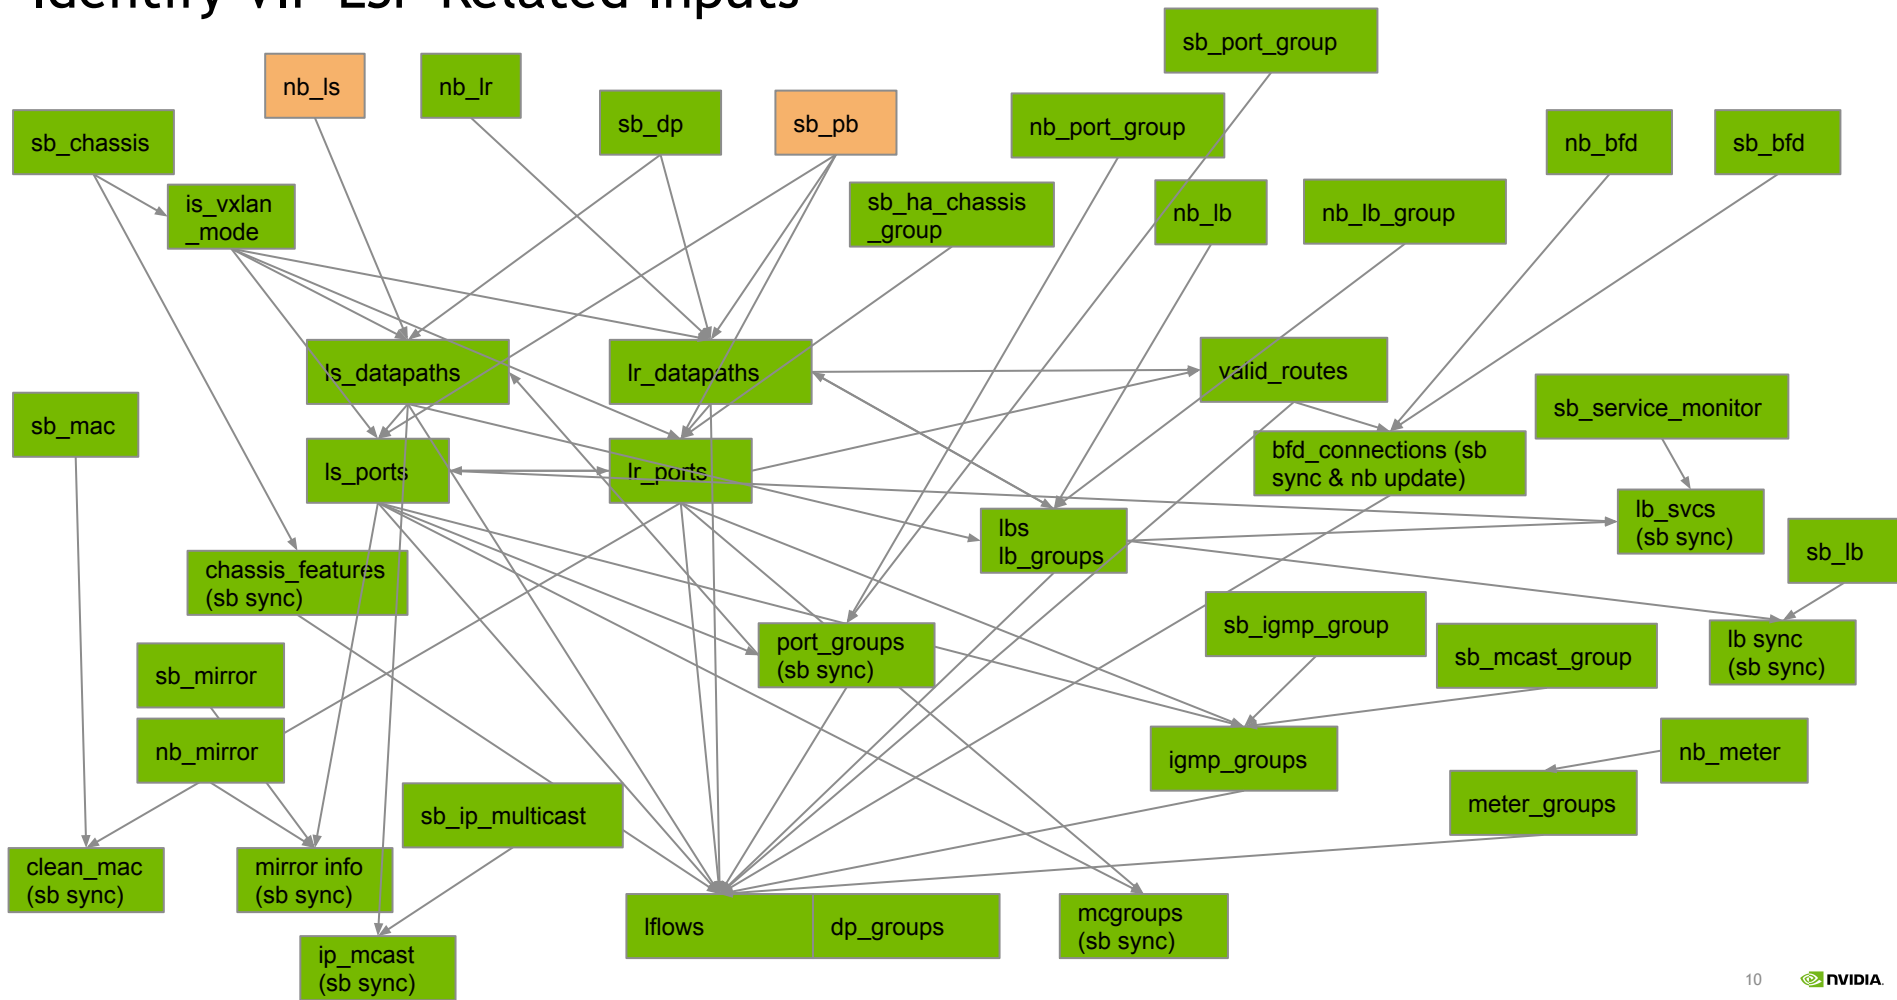 Identify VIF LSP Related Inputs
sb_port_group
nb_ls
nb_lr
sb_dp
sb_pb
nb_port_group
nb_bfd
sb_bfd
sb_chassis
is_vxlan
_mode
sb_ha_chassis
_group
nb_lb
nb_lb_group
ls_datapaths
lr_datapaths
valid_routes
sb_service_monitor
sb_mac
ls_ports
lr_ports
bfd_connections (sb
sync & nb update)
lb_svcs
(sb sync)
lbs
lb_groups
sb_lb
chassis_features
(sb sync)
port_groups
(sb sync)
sb_igmp_group
sb_mcast_group
lb sync
(sb sync)
sb_mirror
nb_mirror
igmp_groups
nb_meter
sb_ip_multicast
meter_groups
clean_mac
(sb sync)
mirror info
(sb sync)
lflows
dp_groups
mcgroups
(sb sync)
ip_mcast
(sb sync)
10
NVIDIA.